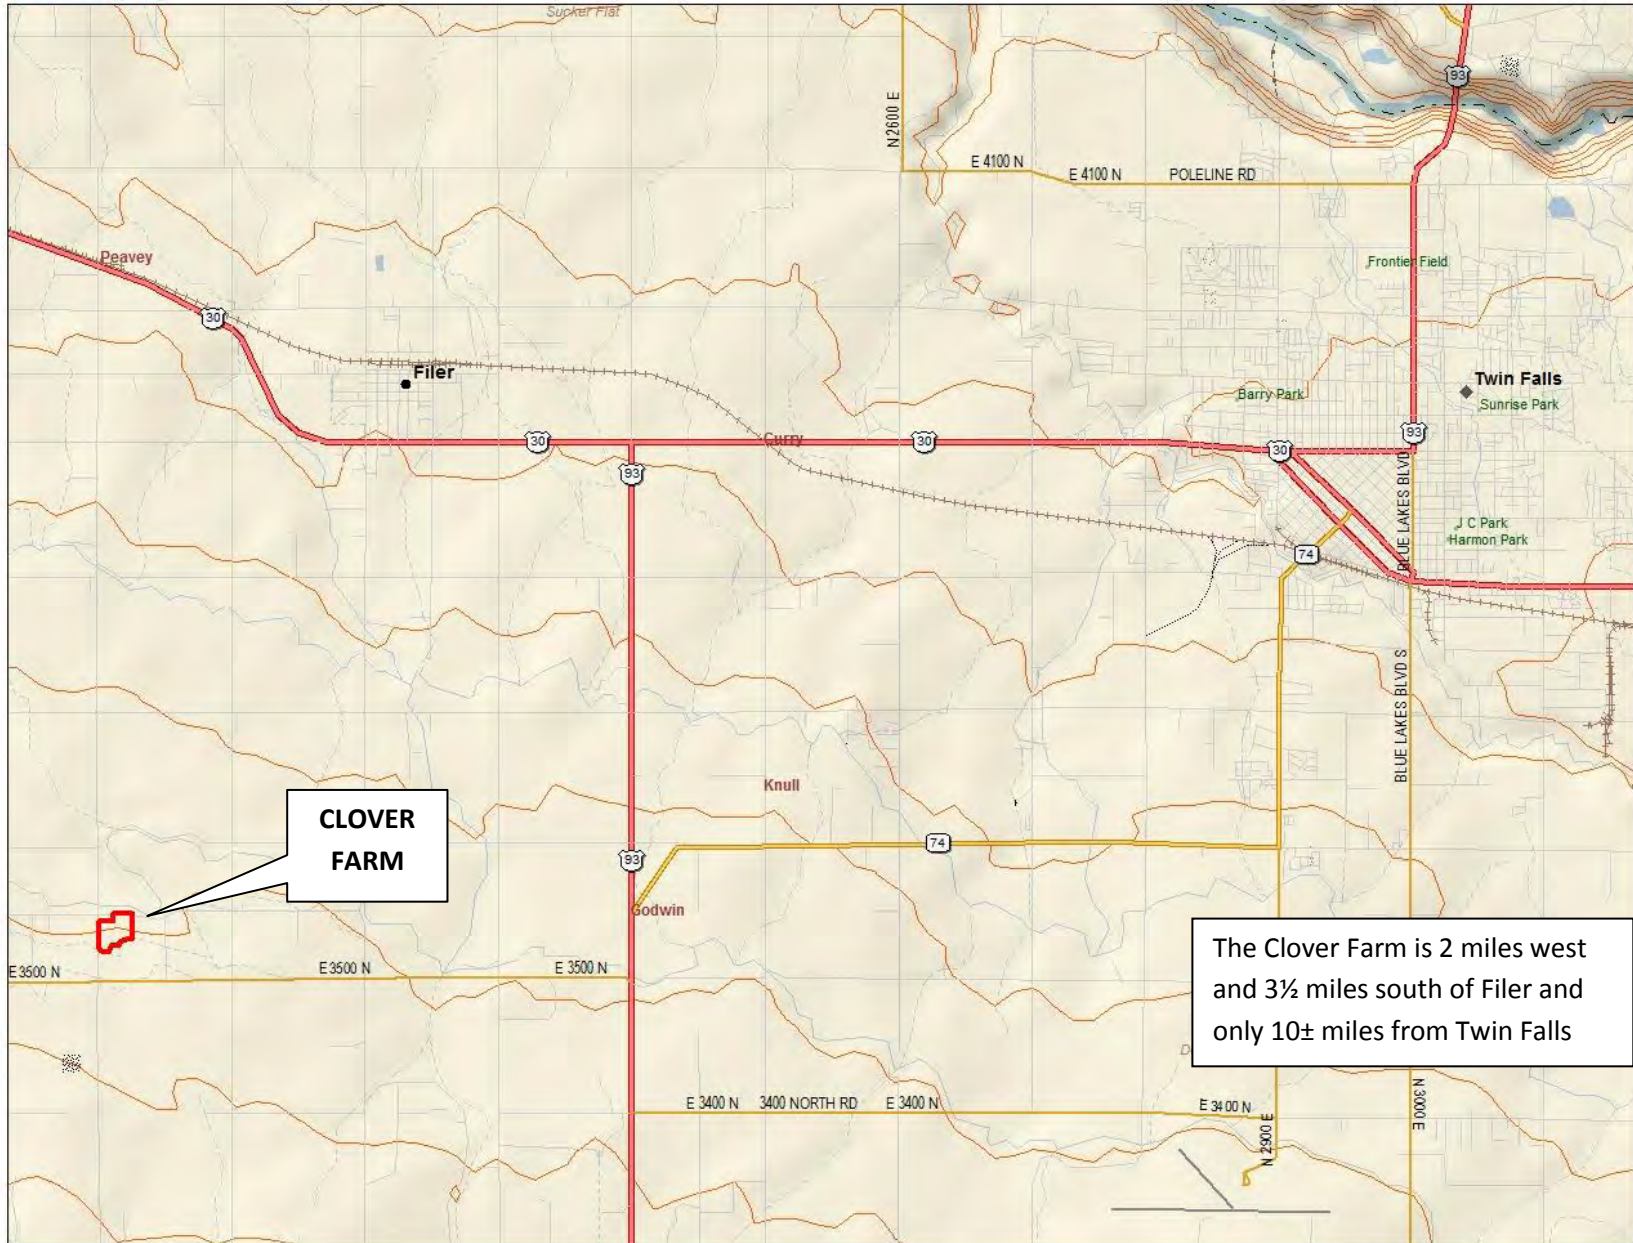 Sucker Flat
93
N 2600 E
E 4100 N
E 4100 N
POLELINE RD
Peavey
Frontier Field
30
Filer
Twin Falls
Barry Park
Sunrise Park
30
Curry
30
30
93
93
BLUE LAKES BLVD
J C Park
Harmon Park
74
BLUE LAKES BLVD S
Knull
CLOVER
FARM
74
93
Godwin
E 3500 N
E 3500 N
E 3500 N
The Clover Farm is 2 miles west
and 3½ miles south of Filer and
only 10± miles from Twin Falls
E 3400 N
3400 NORTH RD
E 3400 N
E 3400 N
N 2900 E
N 3000 E